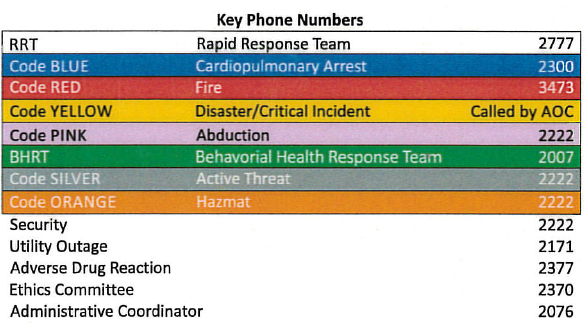 Key Phone Numbers
RRT Rapid Response Team 2777
Code BLUE Cardiopulmonary Arrest 2300
Code RED Fire 3473
Code YELLOW Disaster/Critical Incident Called by AOC
Code PINK Abduction 2222
BHRT Behavorial Health Response Team 2007
Code SILVER Active Threat 2222
Code ORANGE Hazmat 2222
Security 2222
Utility Outage 2171
Adverse Drug Reaction 2377
Ethics Committee 2370
Administrative Coordinator 2076